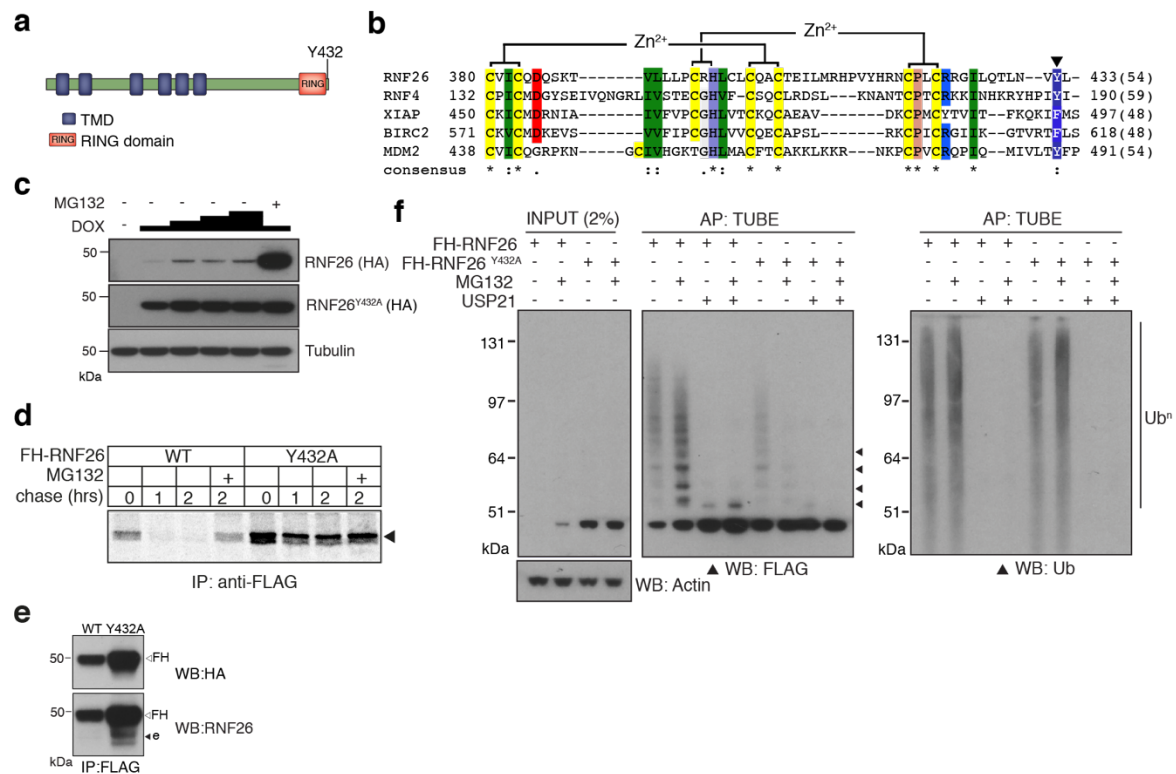 a
Y432
RING
TMD
RING RING domain
b
Zn2+ Zn2+
RNF26 380 CVICQDQSKT-------VLLLPCRHLCLCQACTEILMRHPVYHRNCPLCRRGILQTLN--VYL- 433(54)
RNF4 132 CPICMDGYSEIVQNGRLIVSTECGHVF-CSQCLRDSL----KNANTCPTCRKKINHKRYHPIYI- 190(59)
XIAP 450 CKICMDKEVS-------IVFIPCGHLVTCKQCAEAV-------DKCPMCYTVIT--FKQKIFMS 497(48)
BIRC2 571 CKVCMDREVS-------VVFIPCGHLVVCQECAPSL-------RKCPICRGIIK--GTVRTFLS 618(48)
MDM2 438 CVICQGRPKN----GCIVHGKTGHLMACFTCAKKLKKR--NKPCPVCRQPIQ--MIVLTYFP 491(54)
consensus * :* . :: .*: * * ** * * :
c
MG132 - - - - - +
DOX -
50 RNF26 (HA)
50 RNF26Y432A (HA)
50 Tubulin
kDa
d
FH-RNF26 WT Y432A
MG132 + +
chase (hrs) 0 1 2 2 0 1 2 2
IP: anti-FLAG
e
WT Y432A
50 FH
WB:HA
50 FH
WB:RNF26
e
kDa IP:FLAG
f
INPUT (2%) AP: TUBE AP: TUBE
FH-RNF26 + + - - + + + + - - - - + + + + - - - -
FH-RNF26 Y432A - - + + - - - - + + + + - - - - + + + +
MG132 - + - + - + - + - + - + - + - + - + - +
USP21 - - - - - - + + - - + + - - + + - - + +
131 131
97 97
64 64
51 51
kDa kDa
Ubn
WB: FLAG WB: Ub
WB: Actin